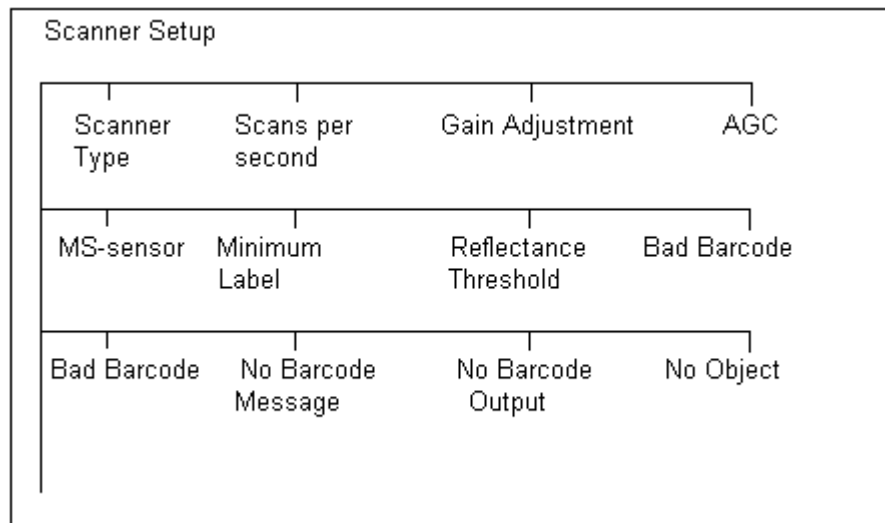 Scanner Setup
Scanner Type
Scans per second
Gain Adjustment
AGC
MS-sensor
Minimum Label
Reflectance Threshold
Bad Barcode
Bad Barcode
No Barcode Message
No Barcode Output
No Object